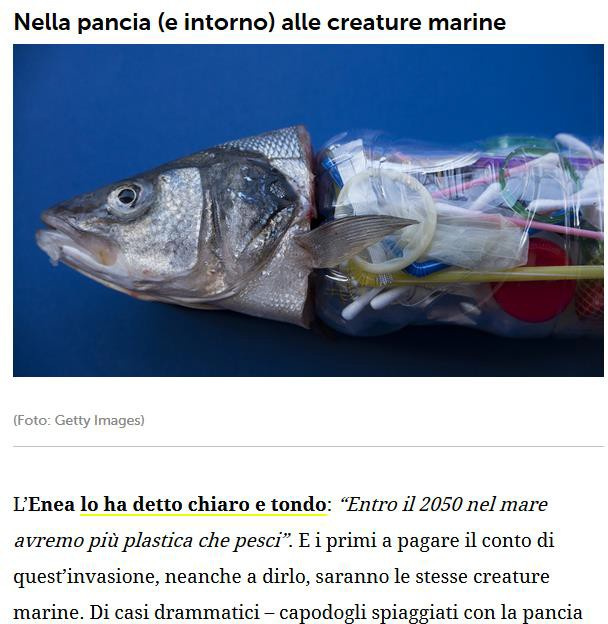 Nella pancia (e intorno) alle creature marine
(Foto: Getty Images)
L’Enea lo ha detto chiaro e tondo: “Entro il 2050 nel mare
avremo più plastica che pesci”. E i primi a pagare il conto di
quest’invasione, neanche a dirlo, saranno le stesse creature
marine. Di casi drammatici – capodogli spiaggiati con la pancia